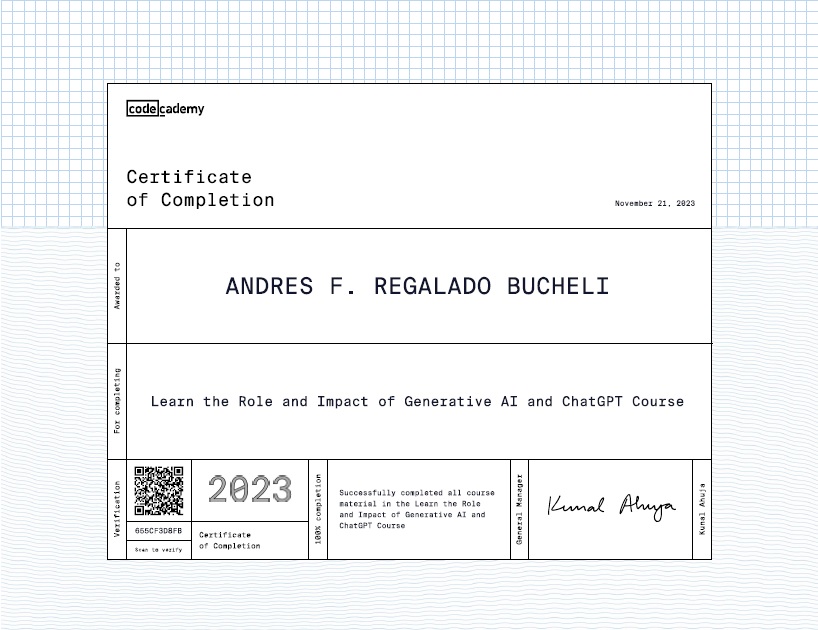 codecademy
Certificate
of Completion
November 21, 2023
Awarded to
ANDRES F. REGALADO BUCHELI
For completing
Learn the Role and Impact of Generative AI and ChatGPT Course
Verification
655CF3D8FB
Scan to verify
2023
Certificate
of Completion
100% completion
Successfully completed all course
material in the Learn the Role
and Impact of Generative AI and
ChatGPT Course
General Manager
Kunal Ahuja
Kunal Ahuja